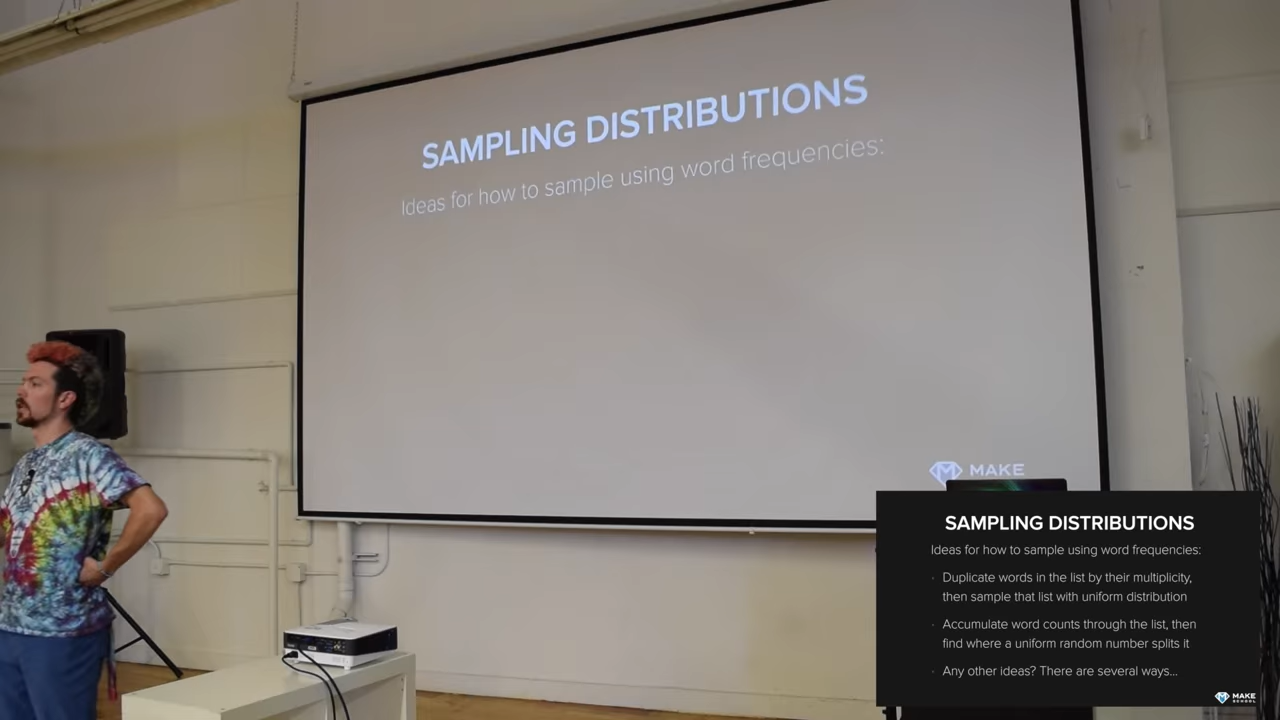 SAMPLING DISTRIBUTIONS
Ideas for how to sample using word frequencies:
MAKE
SAMPLING DISTRIBUTIONS
Ideas for how to sample using word frequencies:
· Duplicate words in the list by their multiplicity,
then sample that list with uniform distribution
· Accumulate word counts through the list, then
find where a uniform random number splits it
· Any other ideas? There are several ways...
MAKE
SCHOOL